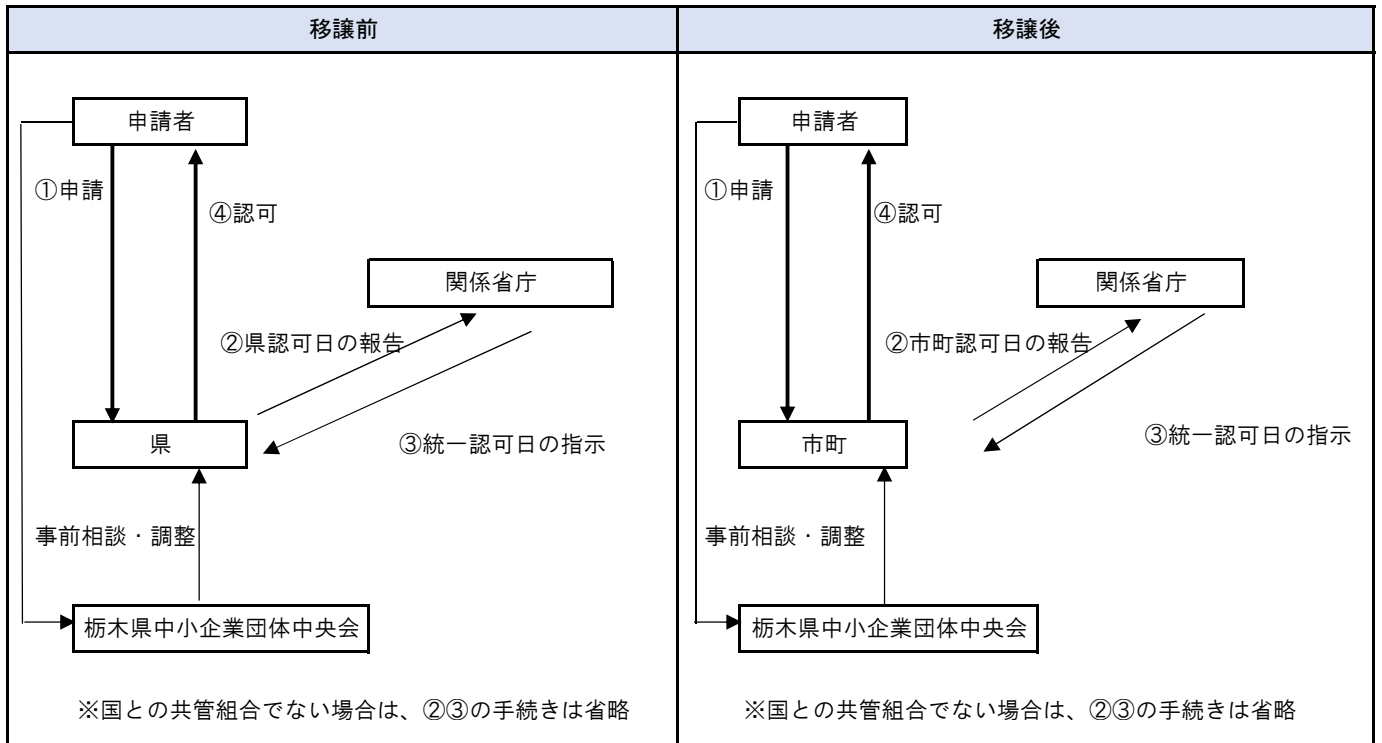 移譲前
申請者
①申請
④認可
関係省庁
②県認可日の報告
県
③統一認可日の指示
事前相談・調整
栃木県中小企業団体中央会
※国との共管組合でない場合は、②③の手続きは省略
移譲後
申請者
①申請
④認可
関係省庁
②市町認可日の報告
市町
③統一認可日の指示
事前相談・調整
栃木県中小企業団体中央会
※国との共管組合でない場合は、②③の手続きは省略